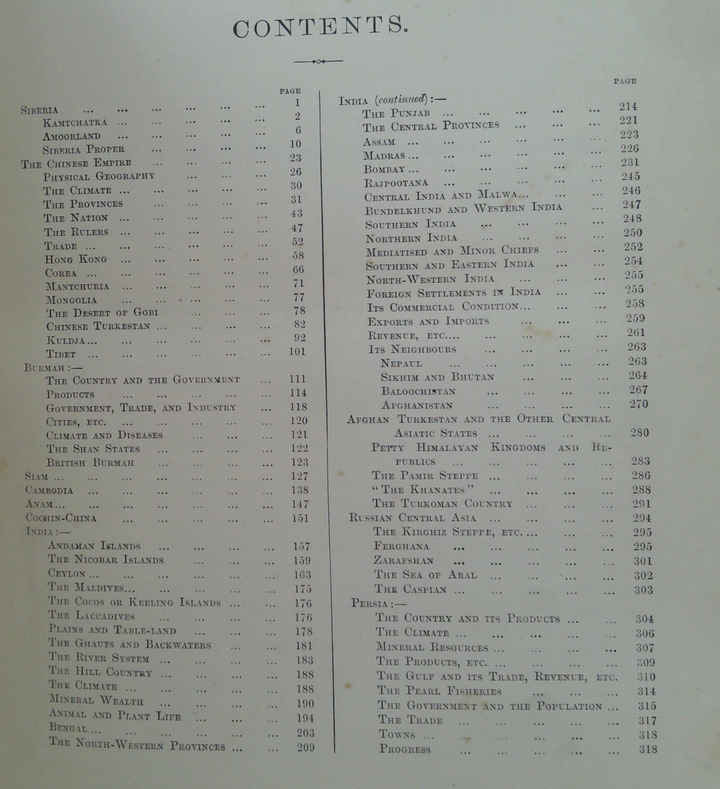 CONTENTS.
PAGE
SIBERIA ... ... ... ... ... ... 1
KAMTCHATKA ... ... ... ... ... 2
AMOORLAND ... ... ... ... ... 6
SIBERIA PROPER ... ... ... ... 10
THE CHINESE EMPIRE ... ... ... ... 23
PHYSICAL GEOGRAPHY ... ... ... 26
THE CLIMATE ... ... ... ... ... 30
THE PROVINCES ... ... ... ... 31
THE NATION ... ... ... ... ... 43
THE RULERS ... ... ... ... ... 47
TRADE ... ... ... ... ... ... 52
HONG KONG ... ... ... ... ... 58
COREA ... ... ... ... ... ... 66
MANTCHURIA ... ... ... ... ... 71
MONGOLIA ... ... ... ... ... 77
THE DESERT OF GOBI ... ... ... 78
CHINESE TURKESTAN ... ... ... ... 82
KULDJA... ... ... ... ... ... 92
TIBET ... ... ... ... ... ... 101
BURMAH:—
THE COUNTRY AND THE GOVERNMENT ... 111
PRODUCTS ... ... ... ... ... 114
GOVERNMENT, TRADE, AND INDUSTRY ... 118
CITIES, ETC. ... ... ... ... ... 120
CLIMATE AND DISEASES ... ... ... 121
THE SHAN STATES ... ... ... ... 122
BRITISH BURMAH ... ... ... ... 123
SIAM ... ... ... ... ... ... ... 127
CAMBODIA ... ... ... ... ... ... 138
ANAM... ... ... ... ... ... ... 147
COCHIN-CHINA ... ... ... ... ... 151
INDIA:—
ANDAMAN ISLANDS ... ... ... ... 157
THE NICOBAR ISLANDS ... ... ... 159
CEYLON ... ... ... ... ... ... 163
THE MALDIVES... ... ... ... ... 175
THE COCOS OR KEELING ISLANDS ... ... 176
THE LACCADIVES ... ... ... ... 176
PLAINS AND TABLE-LAND ... ... ... 178
THE GHAUTS AND BACKWATERS ... ... 181
THE RIVER SYSTEM ... ... ... ... 183
THE HILL COUNTRY ... ... ... ... 188
THE CLIMATE ... ... ... ... ... 188
MINERAL WEALTH ... ... ... ... 190
ANIMAL AND PLANT LIFE ... ... ... 194
BENGAL ... ... ... ... ... ... 203
THE NORTH-WESTERN PROVINCES ... ... 209
PAGE
INDIA (continued):—
THE PUNJAB ... ... ... ... ... 214
THE CENTRAL PROVINCES ... ... ... 221
ASSAM ... ... ... ... ... ... 223
MADRAS ... ... ... ... ... ... 226
BOMBAY ... ... ... ... ... ... 231
RAJPOOTANA ... ... ... ... ... 245
CENTRAL INDIA AND MALWA... ... ... 246
BUNDELKHUND AND WESTERN INDIA ... 247
SOUTHERN INDIA ... ... ... ... 248
NORTHERN INDIA ... ... ... ... 250
MEDIATISED AND MINOR CHIEFS ... ... 252
SOUTHERN AND EASTERN INDIA ... ... 254
NORTH-WESTERN INDIA ... ... ... 255
FOREIGN SETTLEMENTS IN INDIA ... ... 255
ITS COMMERCIAL CONDITION... ... ... 258
EXPORTS AND IMPORTS ... ... ... 259
REVENUE, ETC.... ... ... ... ... 261
ITS NEIGHBOURS ... ... ... ... 263
NEPAUL ... ... ... ... ... 263
SIKHIM AND BHUTAN ... ... ... 264
BALOOCHISTAN ... ... ... ... 267
AFGHANISTAN ... ... ... ... 270
AFGHAN TURKESTAN AND THE OTHER CENTRAL
ASIATIC STATES ... ... ... ... 280
PETTY HIMALAYAN KINGDOMS AND RE-
PUBLICS ... ... ... ... ... 283
THE PAMIR STEPPE ... ... ... ... 286
"THE KHANATES" ... ... ... ... 288
THE TURKOMAN COUNTRY ... ... ... 291
RUSSIAN CENTRAL ASIA ... ... ... ... 294
THE KIRGHIZ STEPPE, ETC. ... ... ... 295
FERGHANA ... ... ... ... ... 295
ZARAFSHAN ... ... ... ... ... 301
THE SEA OF ARAL ... ... ... ... 302
THE CASPIAN ... ... ... ... ... 303
PERSIA:—
THE COUNTRY AND ITS PRODUCTS ... ... 304
THE CLIMATE ... ... ... ... ... 306
MINERAL RESOURCES ... ... ... ... 307
THE PRODUCTS, ETC. ... ... ... ... 309
THE GULF AND ITS TRADE, REVENUE, ETC. 310
THE PEARL FISHERIES ... ... ... 314
THE GOVERNMENT AND THE POPULATION ... 315
THE TRADE ... ... ... ... ... 317
TOWNS ... ... ... ... ... ... 318
PROGRESS ... ... ... ... ... 318